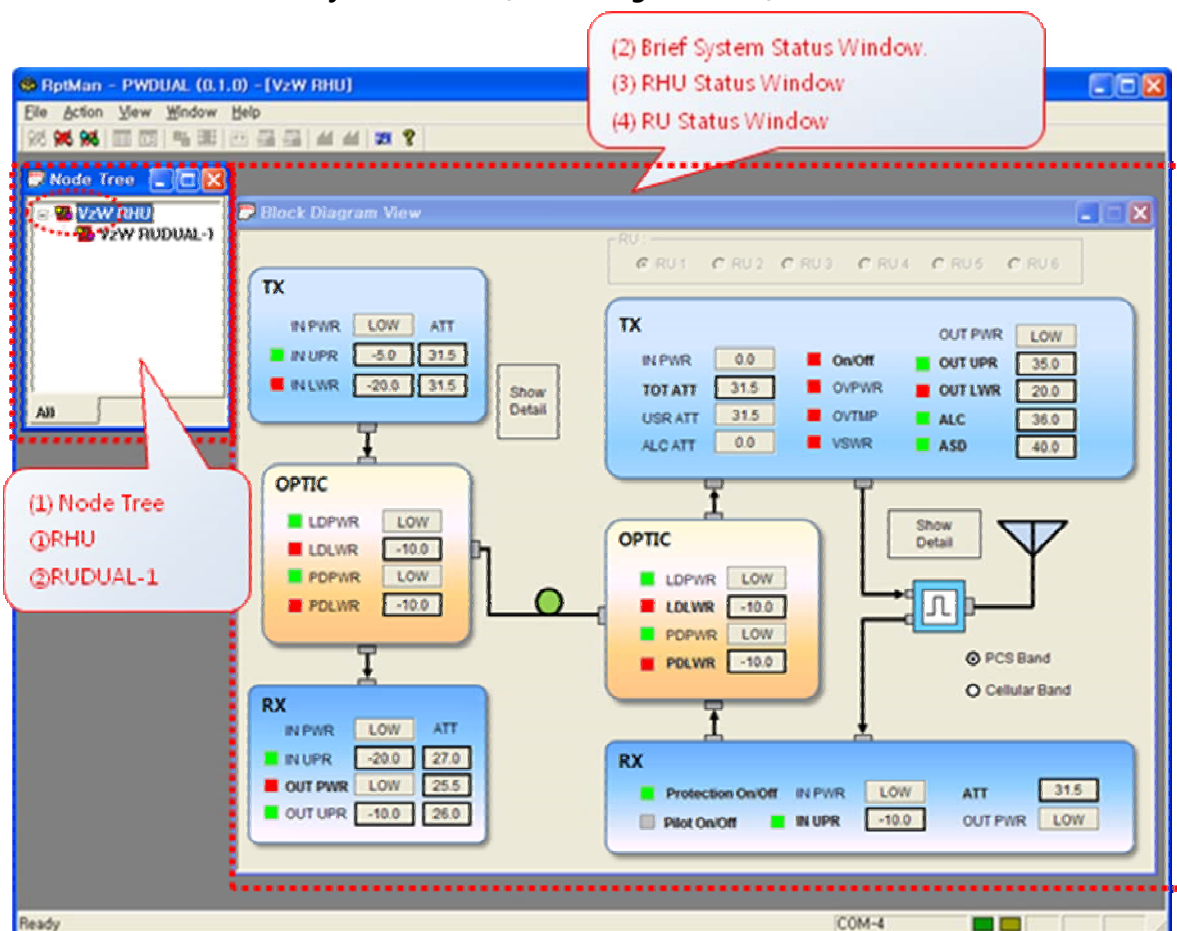 (2) Brief System Status Window.
(3) RHU Status Window
(4) RU Status Window
RptMan - PWDUAL (0.1.0) - [VzW RHU]
File Action View Window Help
Node Tree
VzW RHU
VzW RUDUAL-1
All
(1) Node Tree
①RHU
②RUDUAL-1
Block Diagram View
RU :
RU 1 RU 2 RU 3 RU 4 RU 5 RU 6
TX
IN PWR LOW ATT
IN UPR -5.0 31.5
IN LWR -20.0 31.5
Show
Detail
OPTIC
LDPWR LOW
LDLWR -10.0
PDPWR LOW
PDLWR -10.0
RX
IN PWR LOW ATT
IN UPR -20.0 27.0
OUT PWR LOW 25.5
OUT UPR -10.0 26.0
TX
OUT PWR LOW
IN PWR 0.0 On/Off OUT UPR 35.0
TOT ATT 31.5 OVPWR OUT LWR 20.0
USR ATT 31.5 OVTMP ALC 36.0
ALC ATT 0.0 VSWR ASD 40.0
OPTIC
LDPWR LOW
LDLWR -10.0
PDPWR LOW
PDLWR -10.0
Show
Detail
PCS Band
Cellular Band
RX
Protection On/Off IN PWR LOW ATT 31.5
Pilot On/Off IN UPR -10.0 OUT PWR LOW
Ready COM-4